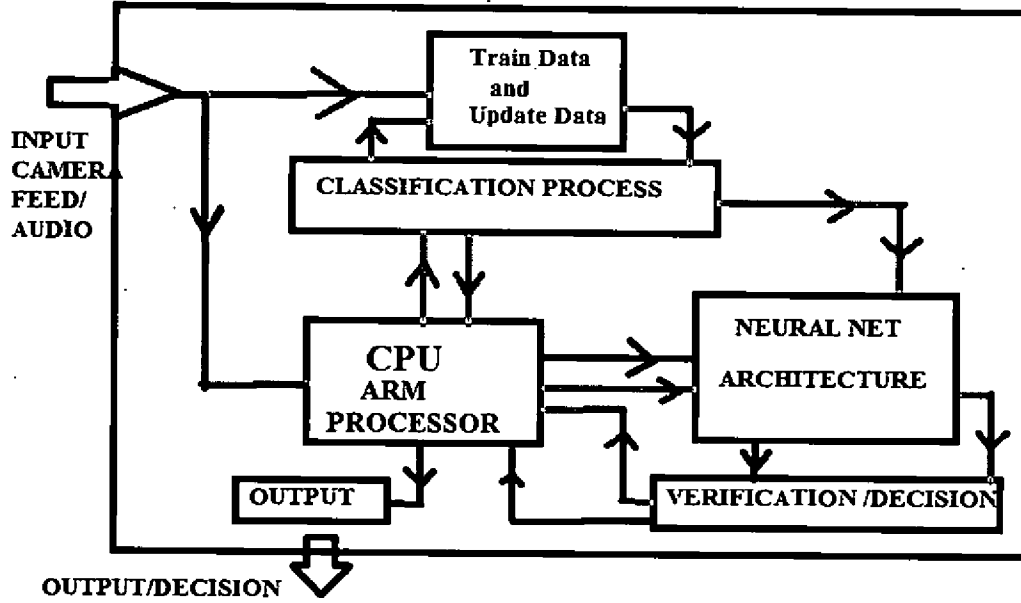 Train Data
and
Update Data
INPUT
CAMERA
FEED/
AUDIO
CLASSIFICATION PROCESS
NEURAL NET
ARCHITECTURE
CPU
ARM
PROCESSOR
OUTPUT
VERIFICATION /DECISION
OUTPUT/DECISION